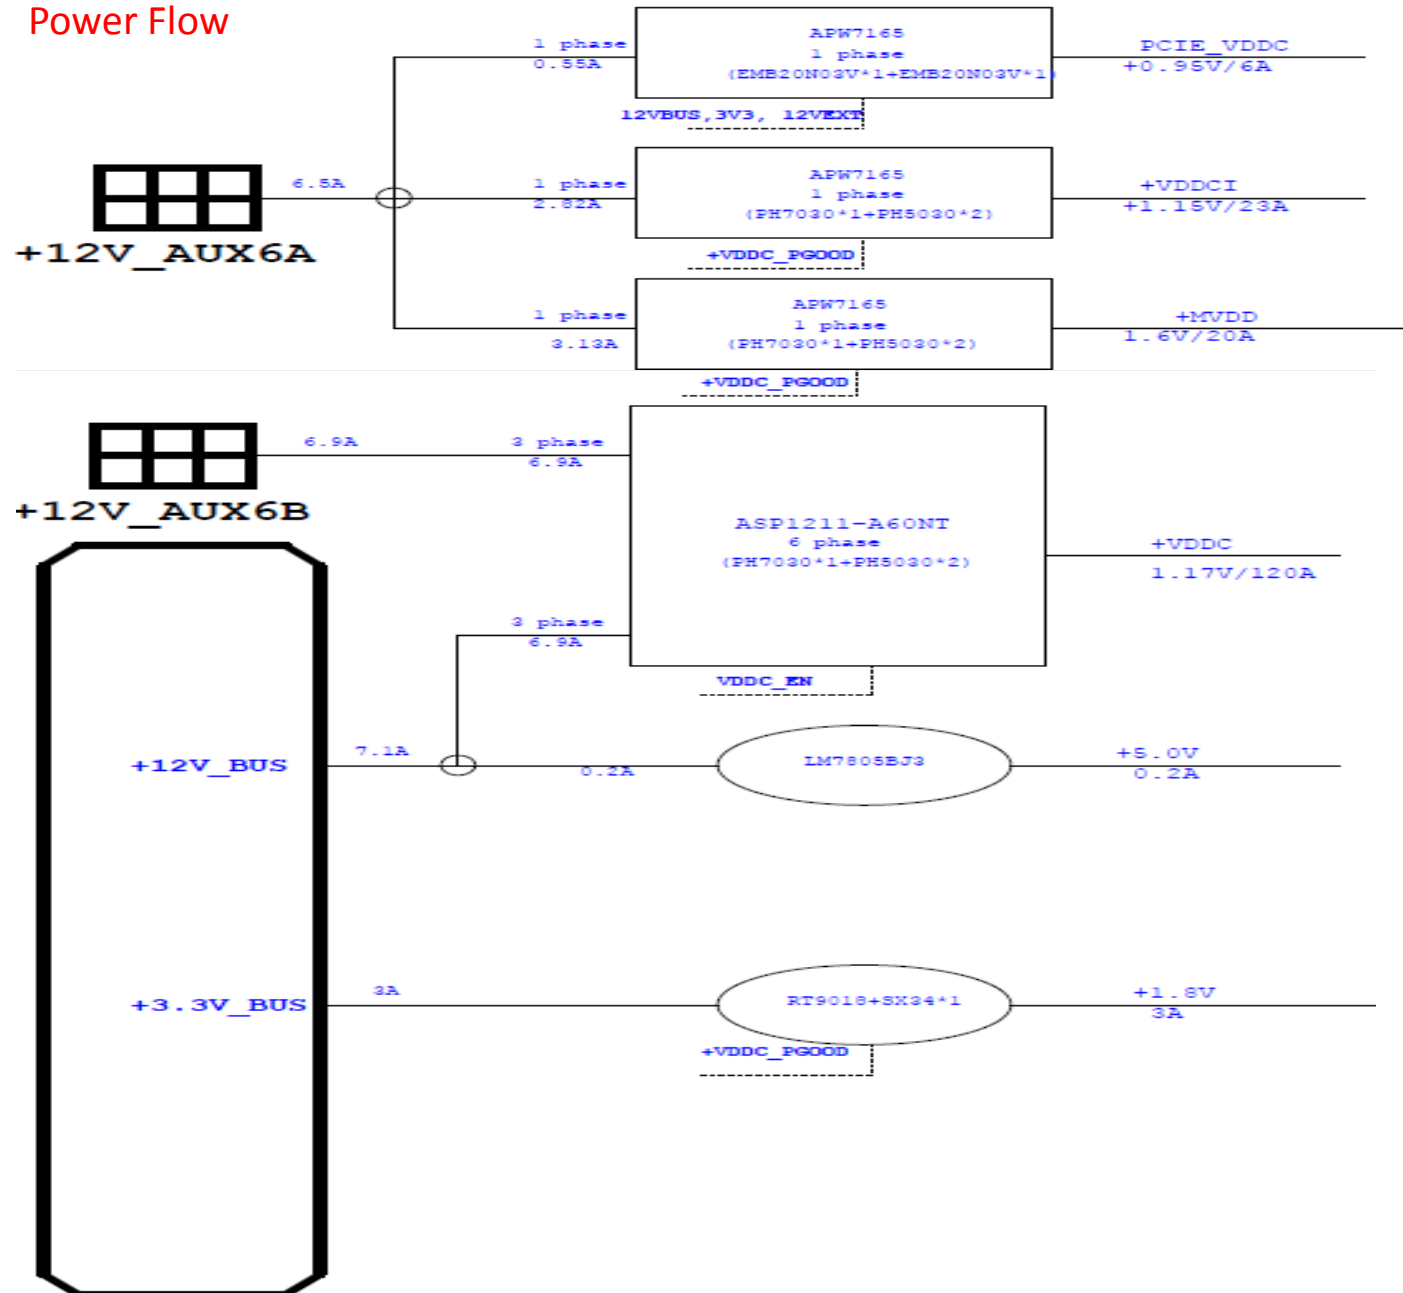 Power Flow
1 phase
0.55A
APW7165
1 phase
(EMB20N03V*1+EMB20N03V*1)
PCIE_VDDC
+0.95V/6A
12VBUS,3V3, 12VEXT
6.5A
+12V_AUX6A
1 phase
2.82A
APW7165
1 phase
(PH7030*1+PH5030*2)
+VDDCI
+1.15V/23A
+VDDC_PGOOD
1 phase
3.13A
APW7165
1 phase
(PH7030*1+PH5030*2)
+MVDD
1.6V/20A
+VDDC_PGOOD
6.9A
+12V_AUX6B
3 phase
6.9A
ASP1211-A60NT
6 phase
(PH7030*1+PH5030*2)
+VDDC
1.17V/120A
3 phase
6.9A
VDDC_EN
+12V_BUS
7.1A
0.2A
LM7805BJ3
+5.0V
0.2A
+3.3V_BUS
3A
RT9018+SX34*1
+1.8V
3A
+VDDC_PGOOD